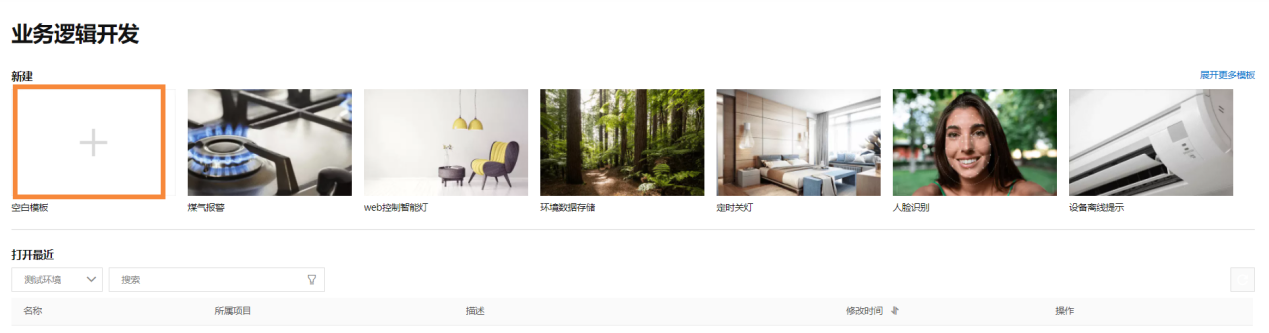 业务逻辑开发
新建
展开更多模板
空白模板
煤气报警
web控制智能灯
环境数据存储
定时关灯
人脸识别
设备离线提示
打开最近
测试环境
搜索
名称
所属项目
描述
修改时间
操作